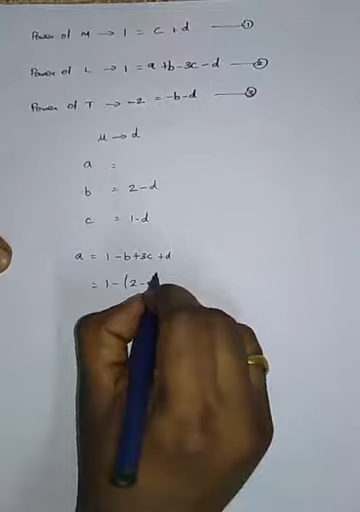 Power of M → 1 = c + d ——①
Power of L → 1 = a + b - 3c - d ——②
Power of T → -2 = -b - d ——③
μ → d
a =
b = 2 - d
c = 1 - d
a = 1 - b + 3c + d
= 1 - (2 -